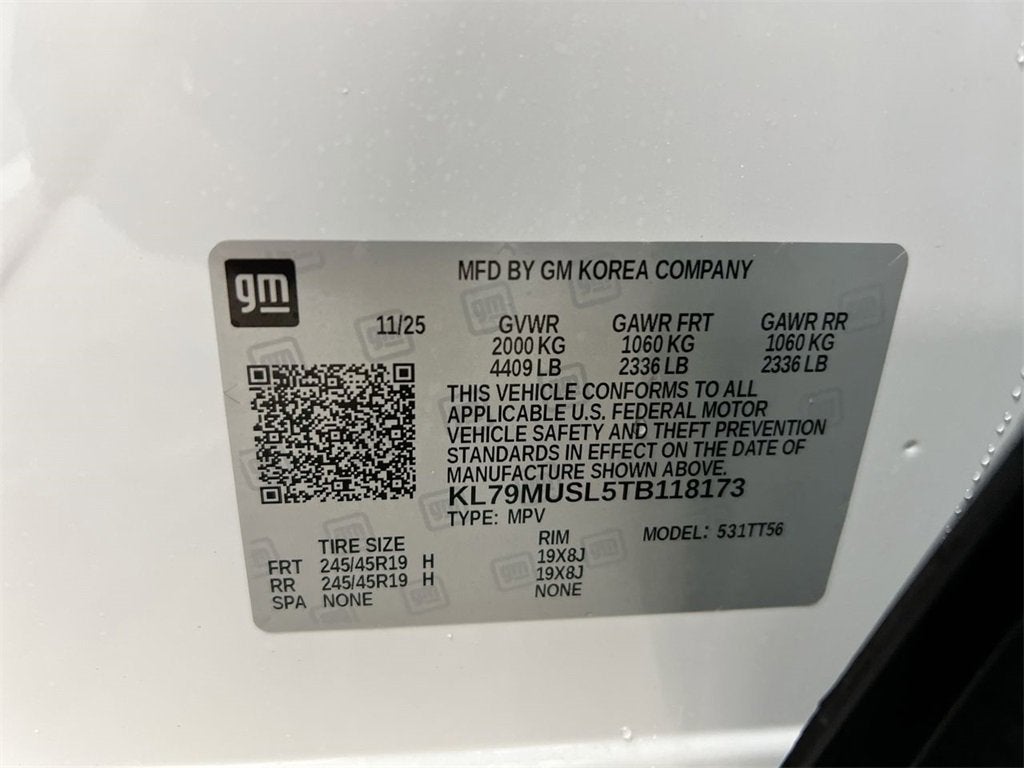 gm
MFD BY GM KOREA COMPANY
11/25 GVWR GAWR FRT GAWR RR
2000 KG 1060 KG 1060 KG
4409 LB 2336 LB 2336 LB
THIS VEHICLE CONFORMS TO ALL
APPLICABLE U.S. FEDERAL MOTOR
VEHICLE SAFETY AND THEFT PREVENTION
STANDARDS IN EFFECT ON THE DATE OF
MANUFACTURE SHOWN ABOVE.
KL79MUSL5TB118173
TYPE: MPV MODEL: 531TT56
TIRE SIZE RIM
FRT 245/45R19 H 19X8J
RR 245/45R19 H 19X8J
SPA NONE NONE